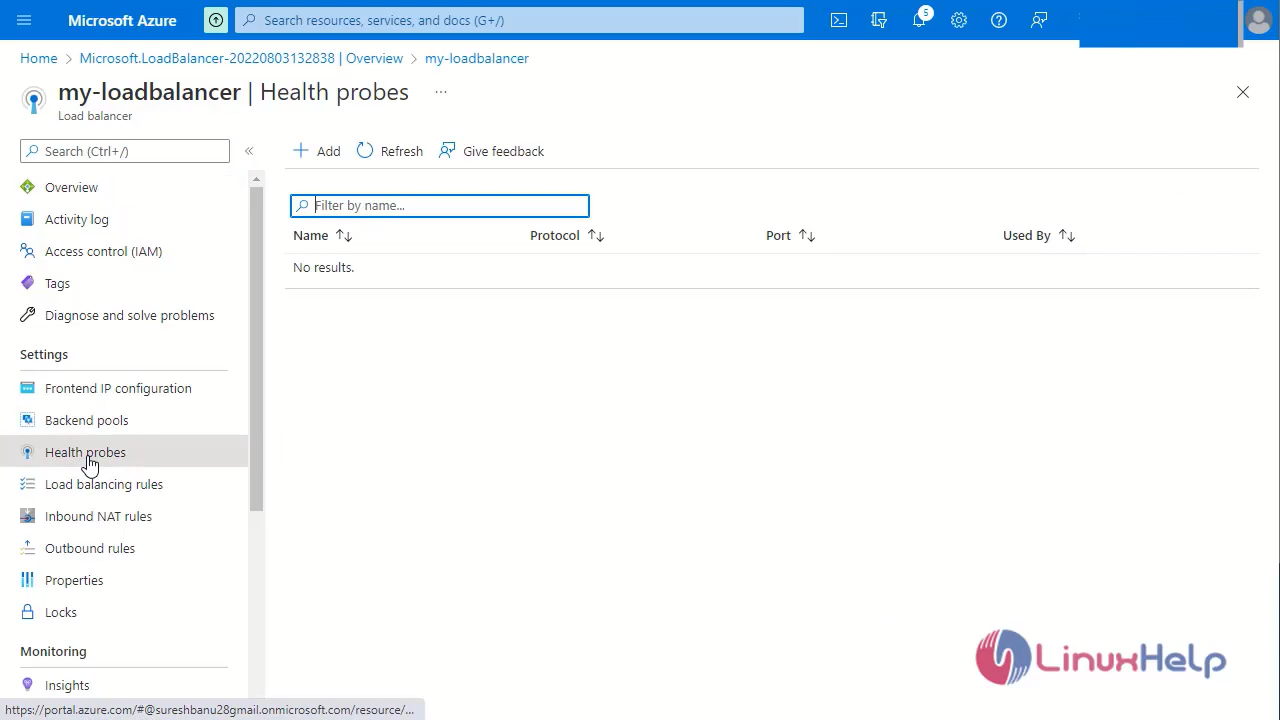 Microsoft Azure
Search resources, services, and docs (G+/)
5
Home > Microsoft.LoadBalancer-20220803132838 | Overview > my-loadbalancer
my-loadbalancer | Health probes ...
Load balancer
Search (Ctrl+/)
«
Add
Refresh
Give feedback
Overview
Activity log
Access control (IAM)
Tags
Diagnose and solve problems
Settings
Frontend IP configuration
Backend pools
Health probes
Load balancing rules
Inbound NAT rules
Outbound rules
Properties
Locks
Monitoring
Insights
Filter by name...
Name Protocol Port Used By
No results.
LinuxHelp
https://portal.azure.com/#@sureshbanu28gmail.onmicrosoft.com/resource/...